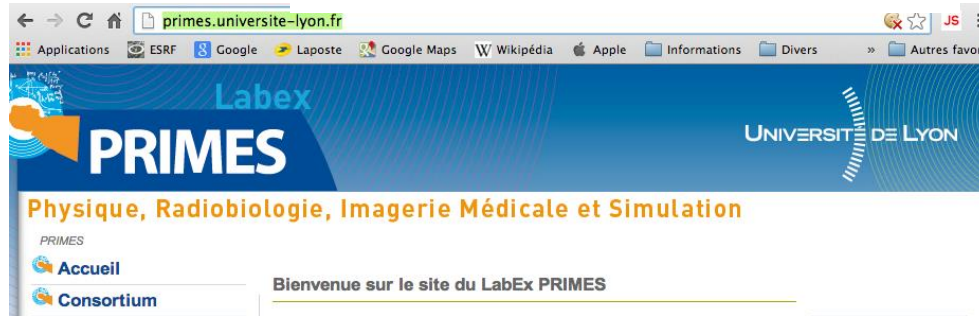 primes.universite-lyon.fr JS
Applications ESRF Google Laposte Google Maps Wikipédia Apple Informations Divers » Autres favor
Labex
PRIMES
UNIVERSITÉ DE LYON
Physique, Radiobiologie, Imagerie Médicale et Simulation
PRIMES
Accueil
Consortium
Bienvenue sur le site du LabEx PRIMES